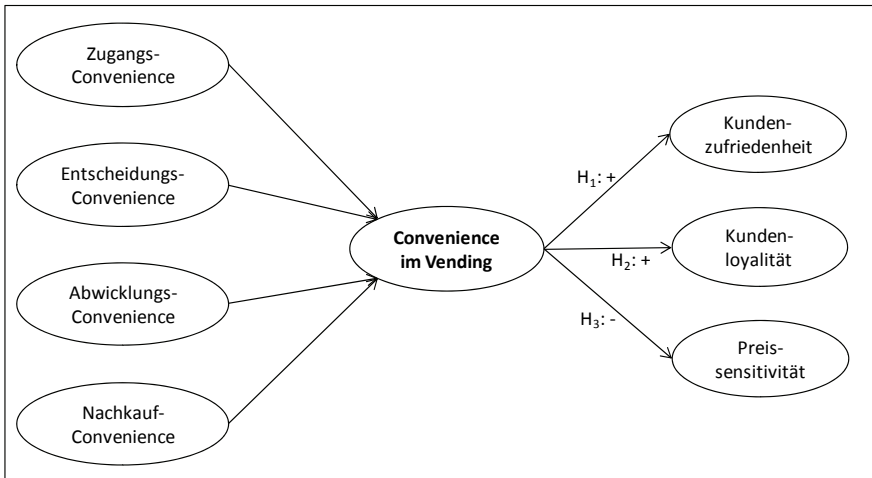 Zugangs-
Convenience
Entscheidungs-
Convenience
Abwicklungs-
Convenience
Nachkauf-
Convenience
Convenience
im Vending
H₁: +
H₂: +
H₃: -
Kunden-
zufriedenheit
Kunden-
loyalität
Preis-
sensitivität